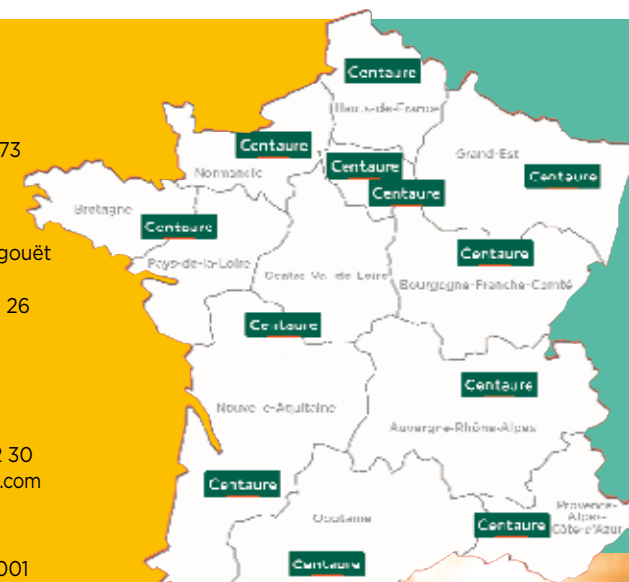 73
gouët
26
2 30
.com
001
Centaure
Hauts-de-France
Centaure
Normandie
Centaure
Grand-Est
Centaure
Centaure
Bretagne
Centaure
Pays-de-la-Loire
Centre-Val de Loire
Centaure
Bourgogne-Franche-Comté
Centaure
Nouvelle-Aquitaine
Centaure
Auvergne-Rhône-Alpes
Centaure
Occitanie
Centaure
Provence-
Alpes-
Côte-d'Azur
Centaure